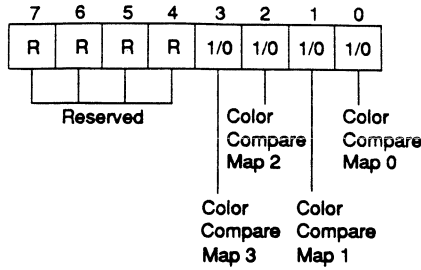 7 6 5 4 3 2 1 0
R R R R 1/0 1/0 1/0 1/0
Reserved
Color
Compare
Map 2
Color
Compare
Map 0
Color
Compare
Map 3
Color
Compare
Map 1